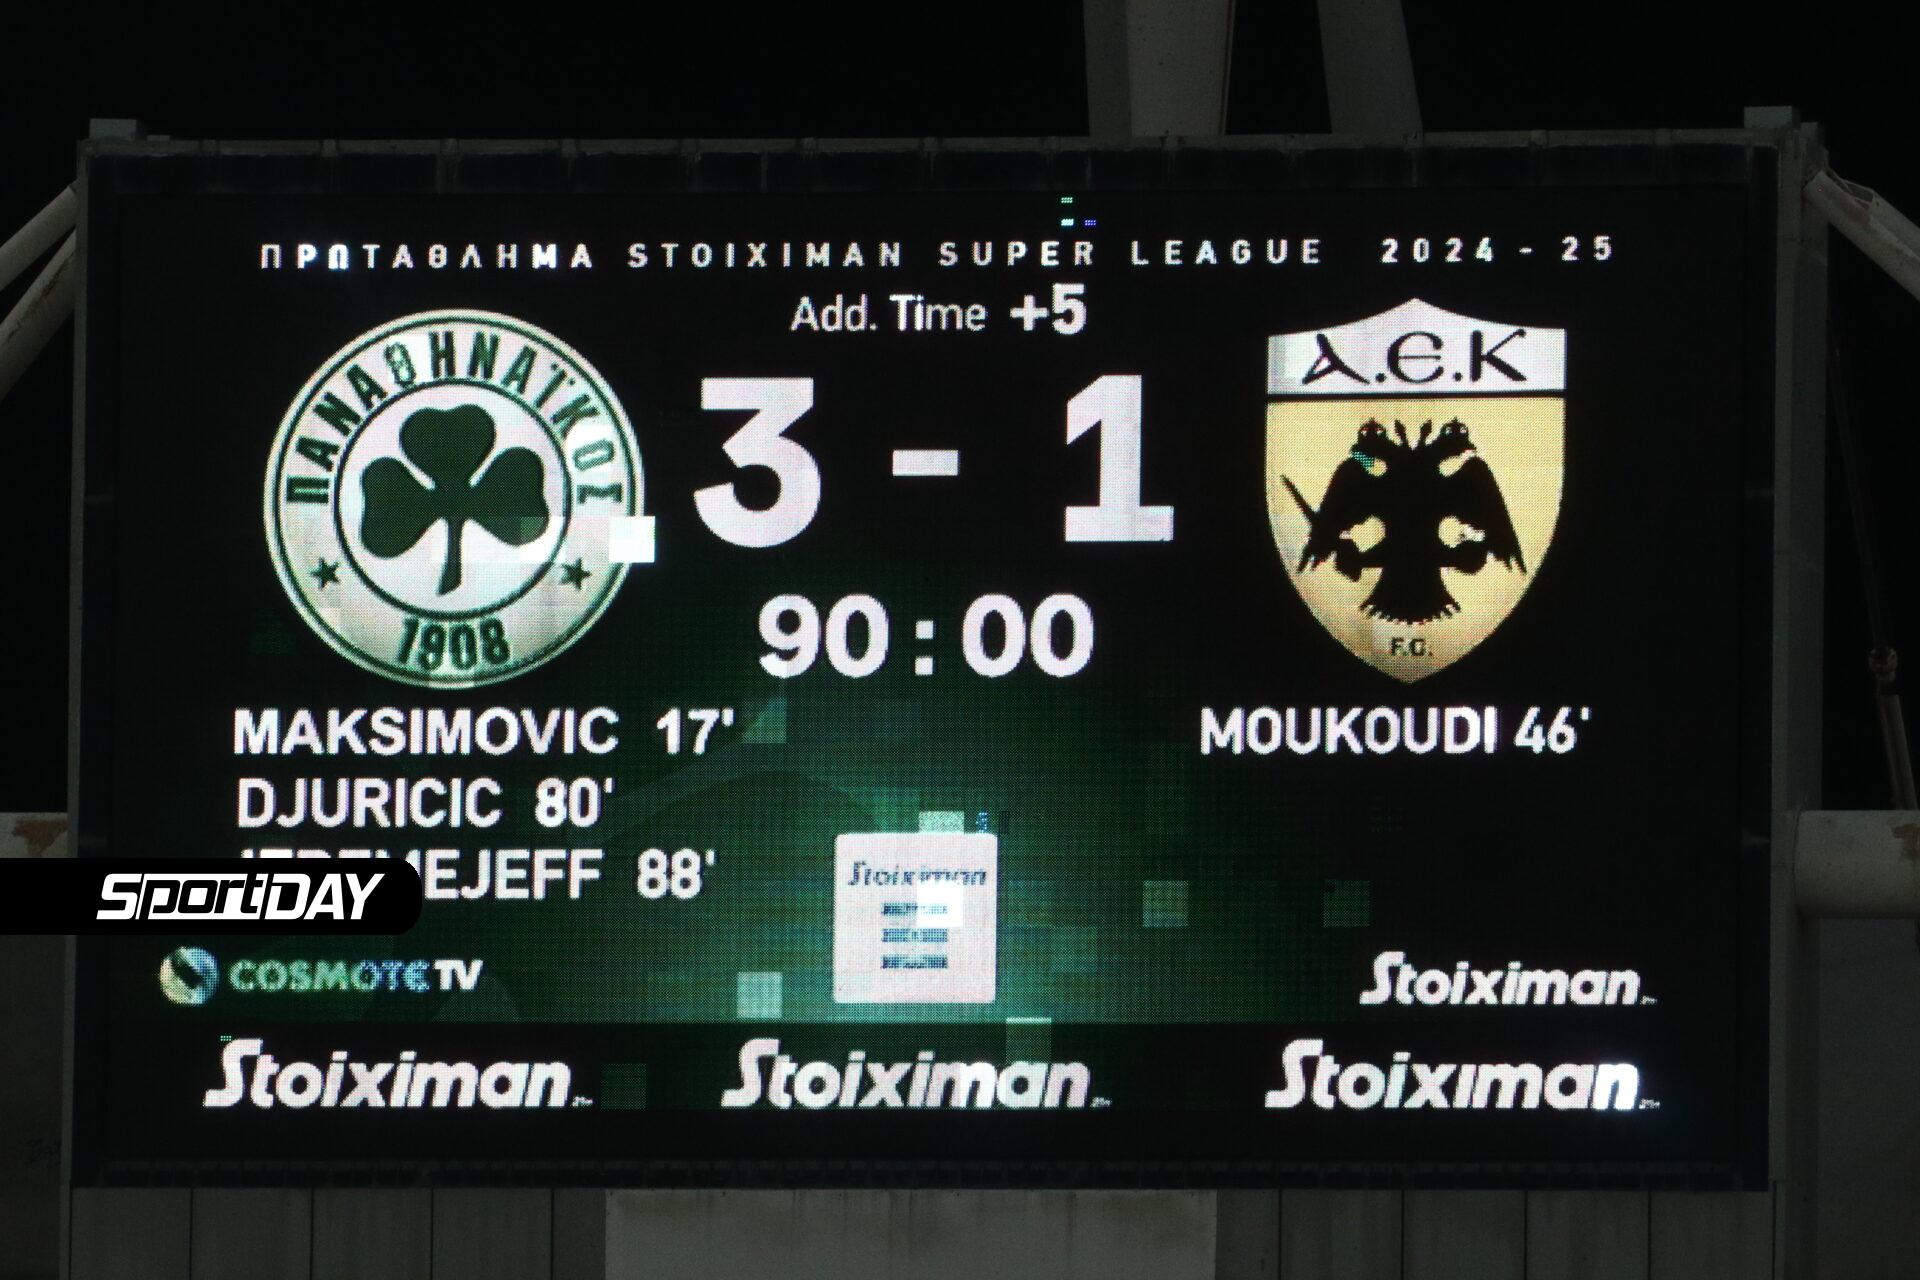 ΠΡΩΤΑΘΛΗΜΑ STOIXIMAN SUPER LEAGUE 2024 - 25
Add. Time +5
ΠΑΝΑΘΗΝΑΪΚΟΣ
1908
3 - 1
A.E.K
F.C.
90:00
MAKSIMOVIC 17'
MOUKOUDI 46'
DJURICIC 80'
88'
SportDAY
Stoiximan
COSMOTE TV
Stoiximan
Stoiximan
Stoiximan
Stoiximan